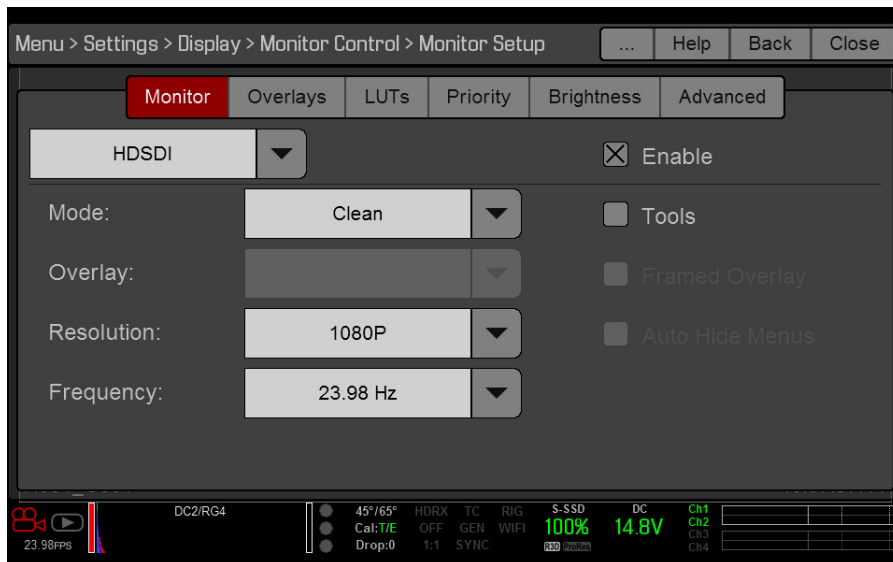 Menu > Settings > Display > Monitor Control > Monitor Setup ... Help Back Close
Monitor Overlays LUTs Priority Brightness Advanced
HDSDI Enable
Mode: Clean Tools
Overlay: Framed Overlay
Resolution: 1080P Auto Hide Menus
Frequency: 23.98 Hz
DC2/RG4 45°/65° HDRX TC RIG S-SSD DC Ch1
Cal:T/E OFF GEN WIFI 100% 14.8V Ch2
23.98FPS Drop:0 1:1 SYNC R3D ProRes Ch3
Ch4